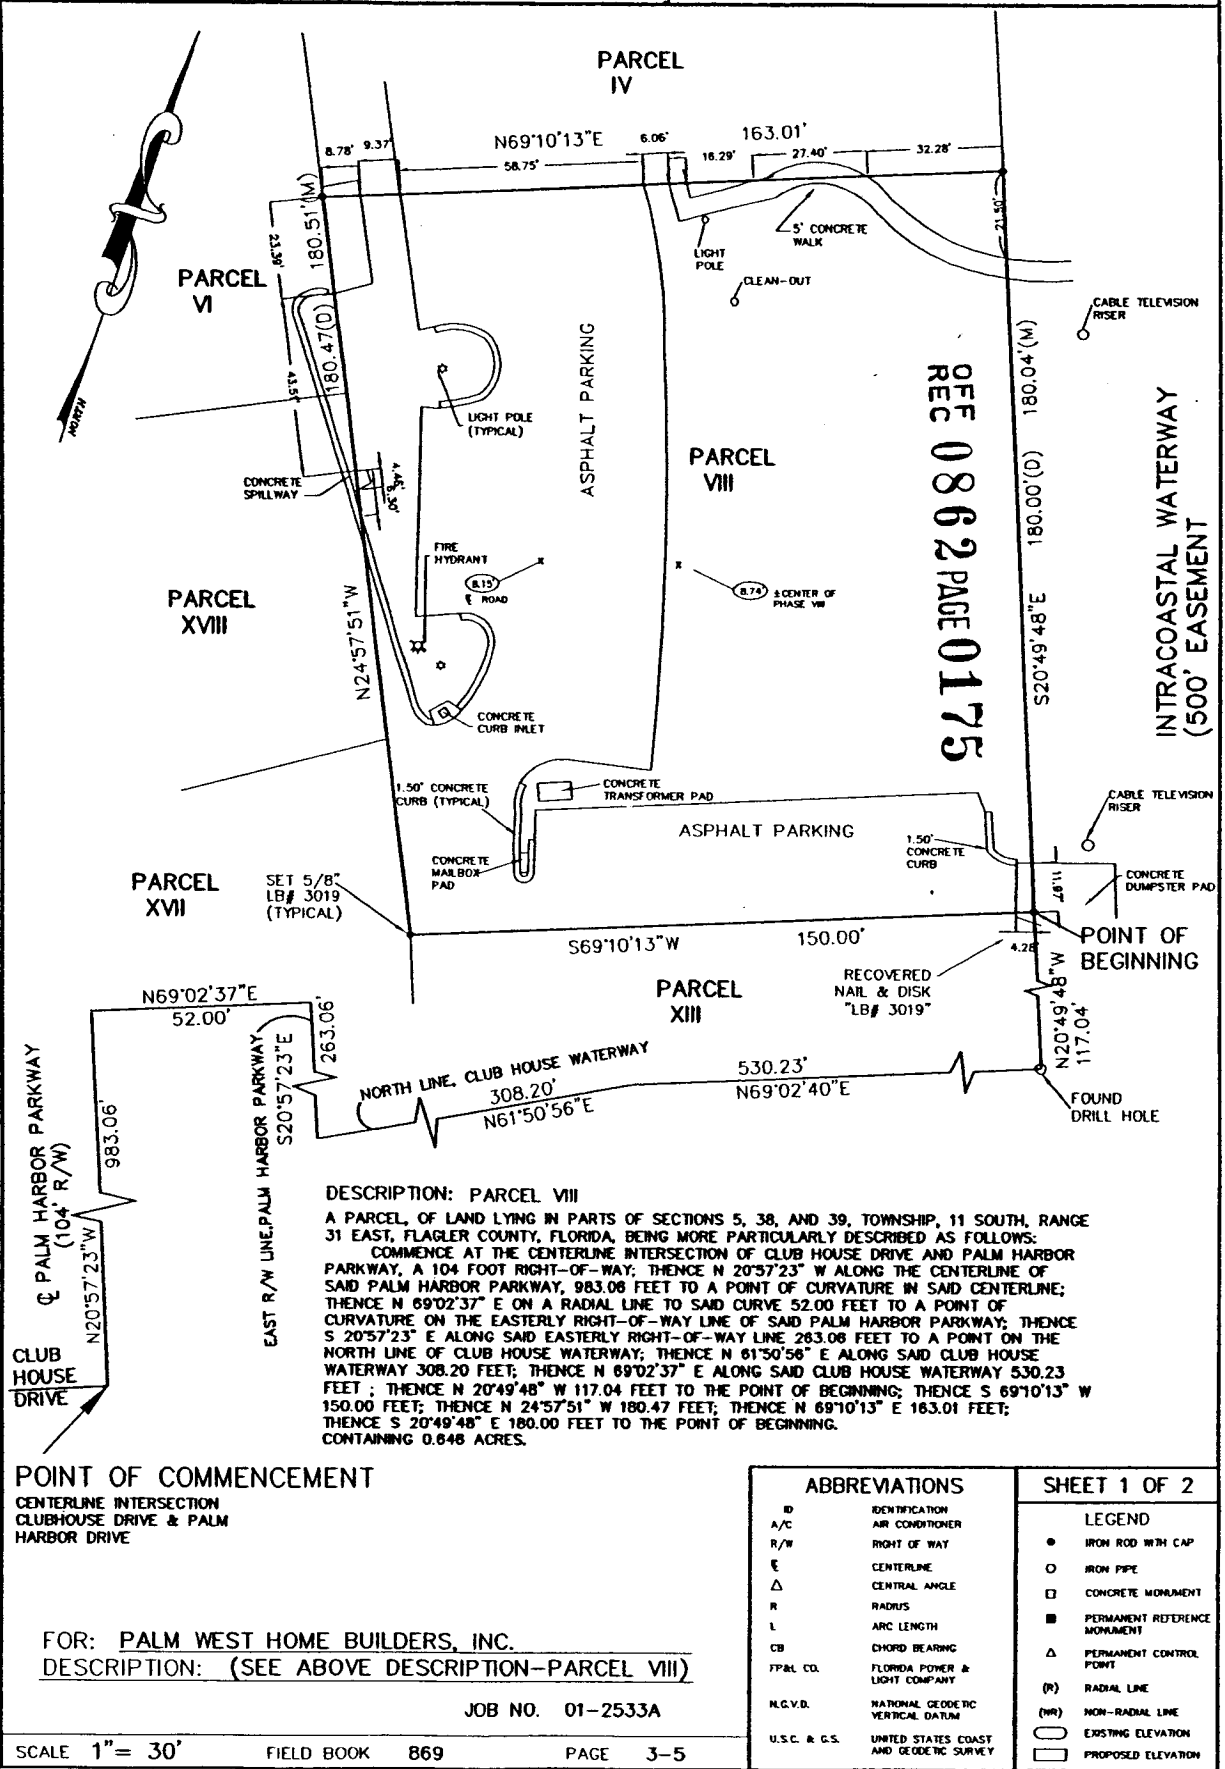 PARCEL
IV
N69°10'13"E
163.01'
8.78'
9.37'
58.75'
6.06'
16.29'
27.40'
32.28'
180.51'(M)
180.47(D)
23.39'
43.51'
21.50'
5' CONCRETE
WALK
LIGHT
POLE
CLEAN-OUT
CABLE TELEVISION
RISER
PARCEL
VI
NORTH
ASPHALT PARKING
LIGHT POLE
(TYPICAL)
PARCEL
VIII
OFF
REC 0862 PAGE 0175
180.04'(M)
180.00'(D)
S20°49'48"E
INTRACOASTAL WATERWAY
(500' EASEMENT
CONCRETE
SPILLWAY
4.46'
6.30'
FIRE
HYDRANT
8.15'
℄ ROAD
8.74'
±CENTER OF
PHASE VIII
PARCEL
XVIII
N24°57'51"W
CONCRETE
CURB INLET
1.50' CONCRETE
CURB (TYPICAL)
CONCRETE
TRANSFORMER PAD
CABLE TELEVISION
RISER
ASPHALT PARKING
1.50'
CONCRETE
CURB
CONCRETE
MAILBOX
PAD
11.97'
CONCRETE
DUMPSTER PAD
PARCEL
XVII
SET 5/8"
LB# 3019
(TYPICAL)
S69°10'13"W
150.00'
4.28'
POINT OF
BEGINNING
RECOVERED
NAIL & DISK
"LB# 3019"
PARCEL
XIII
N20°49'48"W
117.04'
N69°02'37"E
52.00'
263.06'
S20°57'23"E
EAST R/W LINE,PALM HARBOR PARKWAY
NORTH LINE, CLUB HOUSE WATERWAY
308.20'
N61°50'56"E
530.23'
N69°02'40"E
FOUND
DRILL HOLE
℄ PALM HARBOR PARKWAY
(104' R/W)
983.06'
N20°57'23"W
CLUB
HOUSE
DRIVE
DESCRIPTION: PARCEL VIII
A PARCEL, OF LAND LYING IN PARTS OF SECTIONS 5, 38, AND 39, TOWNSHIP, 11 SOUTH, RANGE
31 EAST, FLAGLER COUNTY, FLORIDA, BEING MORE PARTICULARLY DESCRIBED AS FOLLOWS:
COMMENCE AT THE CENTERLINE INTERSECTION OF CLUB HOUSE DRIVE AND PALM HARBOR
PARKWAY, A 104 FOOT RIGHT-OF-WAY; THENCE N 20°57'23" W ALONG THE CENTERLINE OF
SAID PALM HARBOR PARKWAY, 983.06 FEET TO A POINT OF CURVATURE IN SAID CENTERLINE;
THENCE N 69°02'37" E ON A RADIAL LINE TO SAID CURVE 52.00 FEET TO A POINT OF
CURVATURE ON THE EASTERLY RIGHT-OF-WAY LINE OF SAID PALM HARBOR PARKWAY; THENCE
S 20°57'23" E ALONG SAID EASTERLY RIGHT-OF-WAY LINE 263.06 FEET TO A POINT ON THE
NORTH LINE OF CLUB HOUSE WATERWAY; THENCE N 61°50'56" E ALONG SAID CLUB HOUSE
WATERWAY 308.20 FEET; THENCE N 69°02'37" E ALONG SAID CLUB HOUSE WATERWAY 530.23
FEET ; THENCE N 20°49'48" W 117.04 FEET TO THE POINT OF BEGINNING; THENCE S 69°10'13" W
150.00 FEET; THENCE N 24°57'51" W 180.47 FEET; THENCE N 69°10'13" E 163.01 FEET;
THENCE S 20°49'48" E 180.00 FEET TO THE POINT OF BEGINNING.
CONTAINING 0.646 ACRES.
POINT OF COMMENCEMENT
CENTERLINE INTERSECTION
CLUBHOUSE DRIVE & PALM
HARBOR DRIVE
FOR: PALM WEST HOME BUILDERS, INC.
DESCRIPTION: (SEE ABOVE DESCRIPTION-PARCEL VIII)
JOB NO. 01-2533A
SCALE 1"= 30' FIELD BOOK 869 PAGE 3-5
ABBREVIATIONS
ID IDENTIFICATION
A/C AIR CONDITIONER
R/W RIGHT OF WAY
℄ CENTERLINE
Δ CENTRAL ANGLE
R RADIUS
L ARC LENGTH
CB CHORD BEARING
FP&L CO. FLORIDA POWER &
LIGHT COMPANY
N.G.V.D. NATIONAL GEODETIC
VERTICAL DATUM
U.S.C. & G.S. UNITED STATES COAST
AND GEODETIC SURVEY
SHEET 1 OF 2
LEGEND
IRON ROD WITH CAP
IRON PIPE
CONCRETE MONUMENT
PERMANENT REFERENCE
MONUMENT
PERMANENT CONTROL
POINT
(R) RADIAL LINE
(NR) NON-RADIAL LINE
EXISTING ELEVATION
PROPOSED ELEVATION